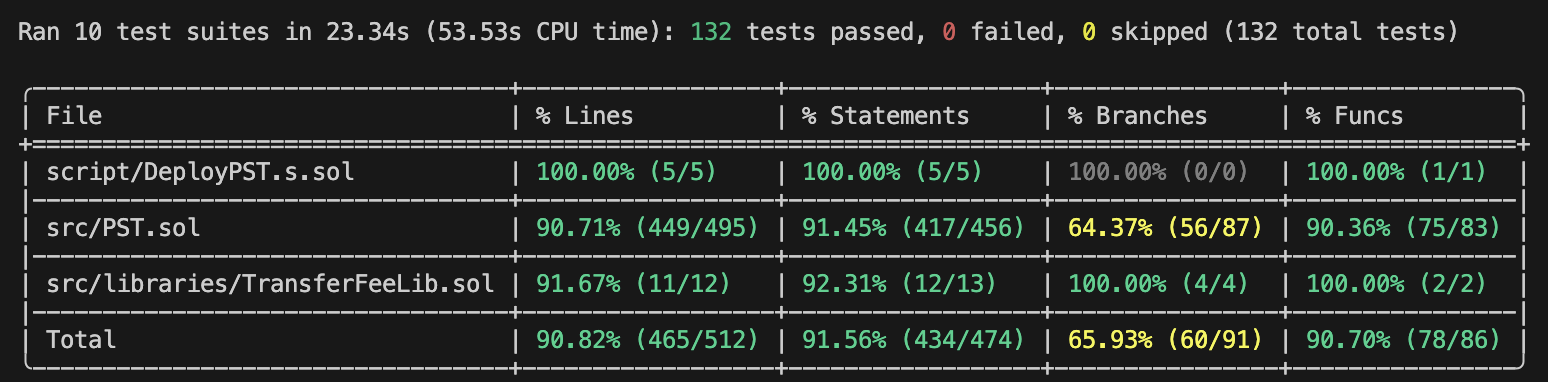 Ran 10 test suites in 23.34s (53.53s CPU time): 132 tests passed, 0 failed, 0 skipped (132 total tests)
File | % Lines | % Statements | % Branches | % Funcs
script/DeployPST.s.sol | 100.00% (5/5) | 100.00% (5/5) | 100.00% (0/0) | 100.00% (1/1)
src/PST.sol | 90.71% (449/495) | 91.45% (417/456) | 64.37% (56/87) | 90.36% (75/83)
src/libraries/TransferFeeLib.sol | 91.67% (11/12) | 92.31% (12/13) | 100.00% (4/4) | 100.00% (2/2)
Total | 90.82% (465/512) | 91.56% (434/474) | 65.93% (60/91) | 90.70% (78/86)